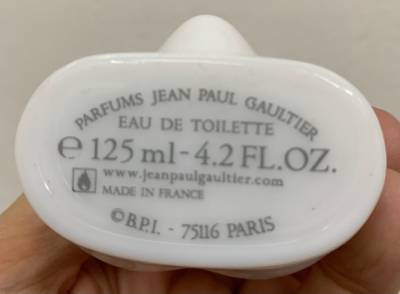 PARFUMS JEAN PAUL GAULTIER
EAU DE TOILETTE
℮ 125 ml - 4.2 FL.OZ.
www.jeanpaulgaultier.com
MADE IN FRANCE
©B.P.I. - 75116 PARIS